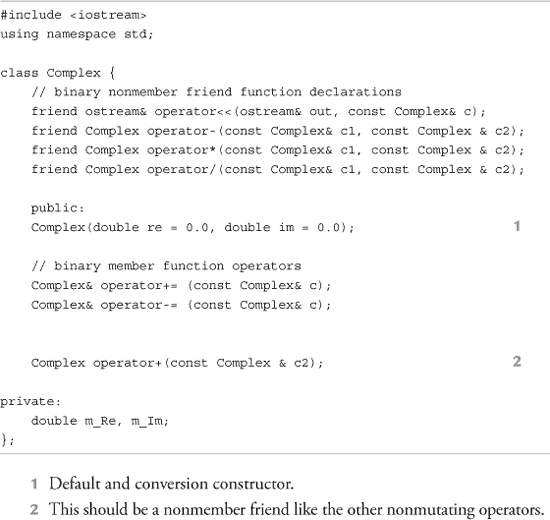 #include <iostream>
using namespace std;
class Complex {
// binary nonmember friend function declarations
friend ostream& operator<<(ostream& out, const Complex& c);
friend Complex operator-(const Complex& c1, const Complex & c2);
friend Complex operator*(const Complex& c1, const Complex & c2);
friend Complex operator/(const Complex& c1, const Complex & c2);
public:
Complex(double re = 0.0, double im = 0.0); 1
// binary member function operators
Complex& operator+= (const Complex& c);
Complex& operator-= (const Complex& c);
Complex operator+(const Complex & c2); 2
private:
double m_Re, m_Im;
};
1 Default and conversion constructor.
2 This should be a nonmember friend like the other nonmutating operators.